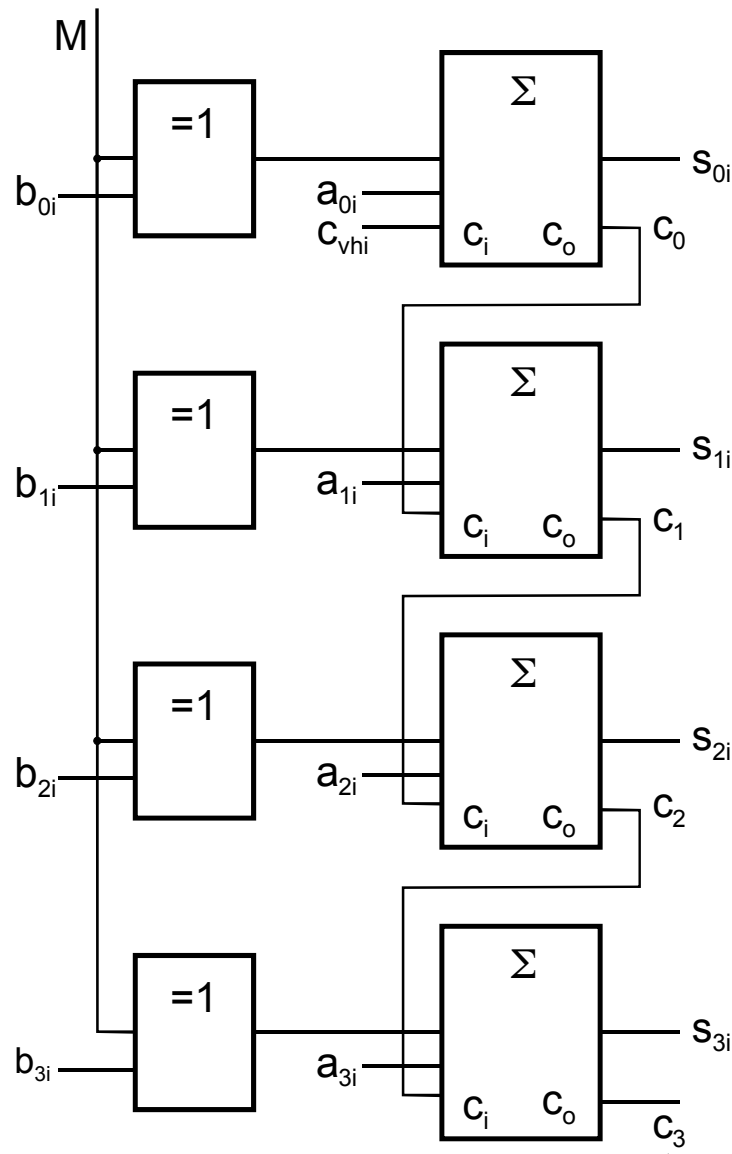 M
=1
Σ
b0i
a0i
cvhi
ci
co
s0i
c0
=1
Σ
b1i
a1i
ci
co
s1i
c1
=1
Σ
b2i
a2i
ci
co
s2i
c2
=1
Σ
b3i
a3i
ci
co
s3i
c3